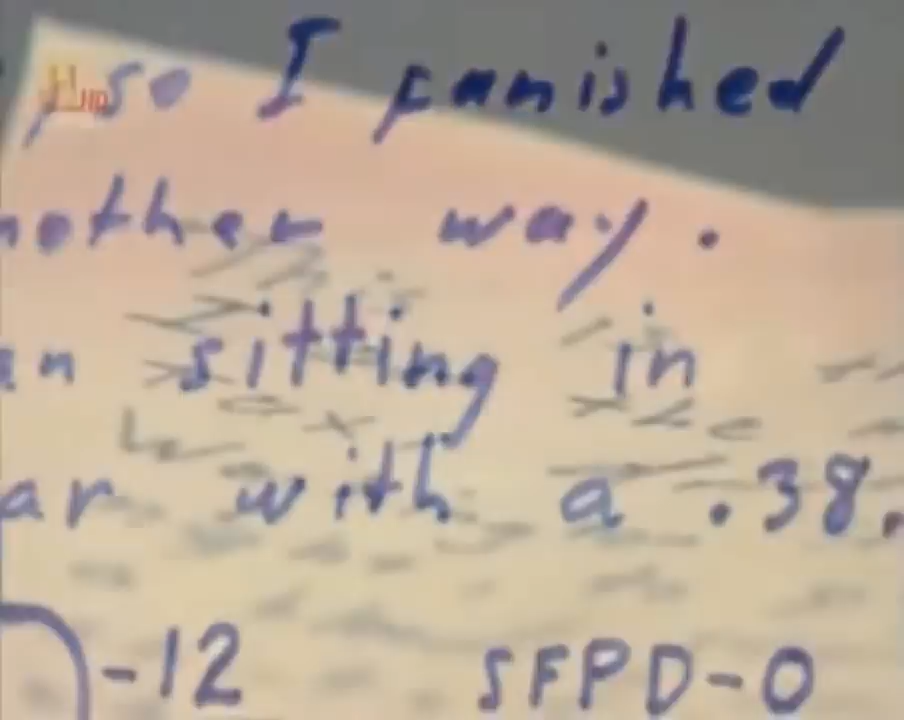 , so I punished
nother way.
an sitting in
ar with a .38.
-12 SFPD-0